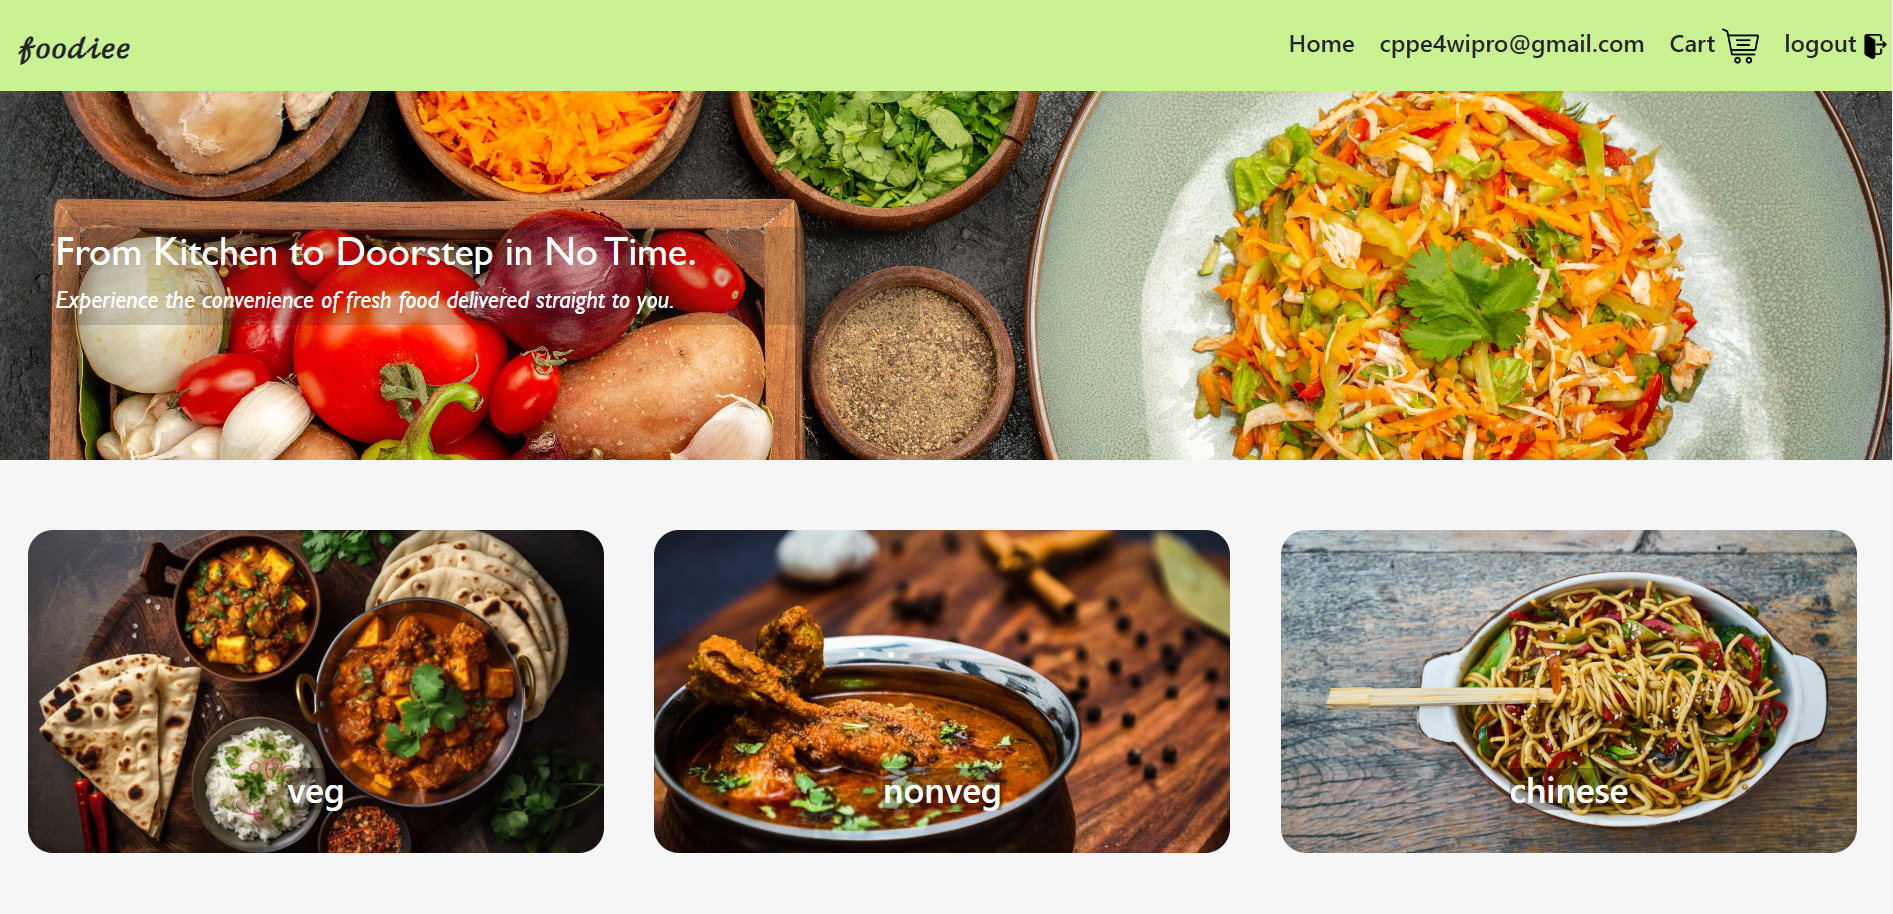 foodiee
Home cppe4wipro@gmail.com Cart logout
From Kitchen to Doorstep in No Time.
Experience the convenience of fresh food delivered straight to you.
veg
nonveg
chinese